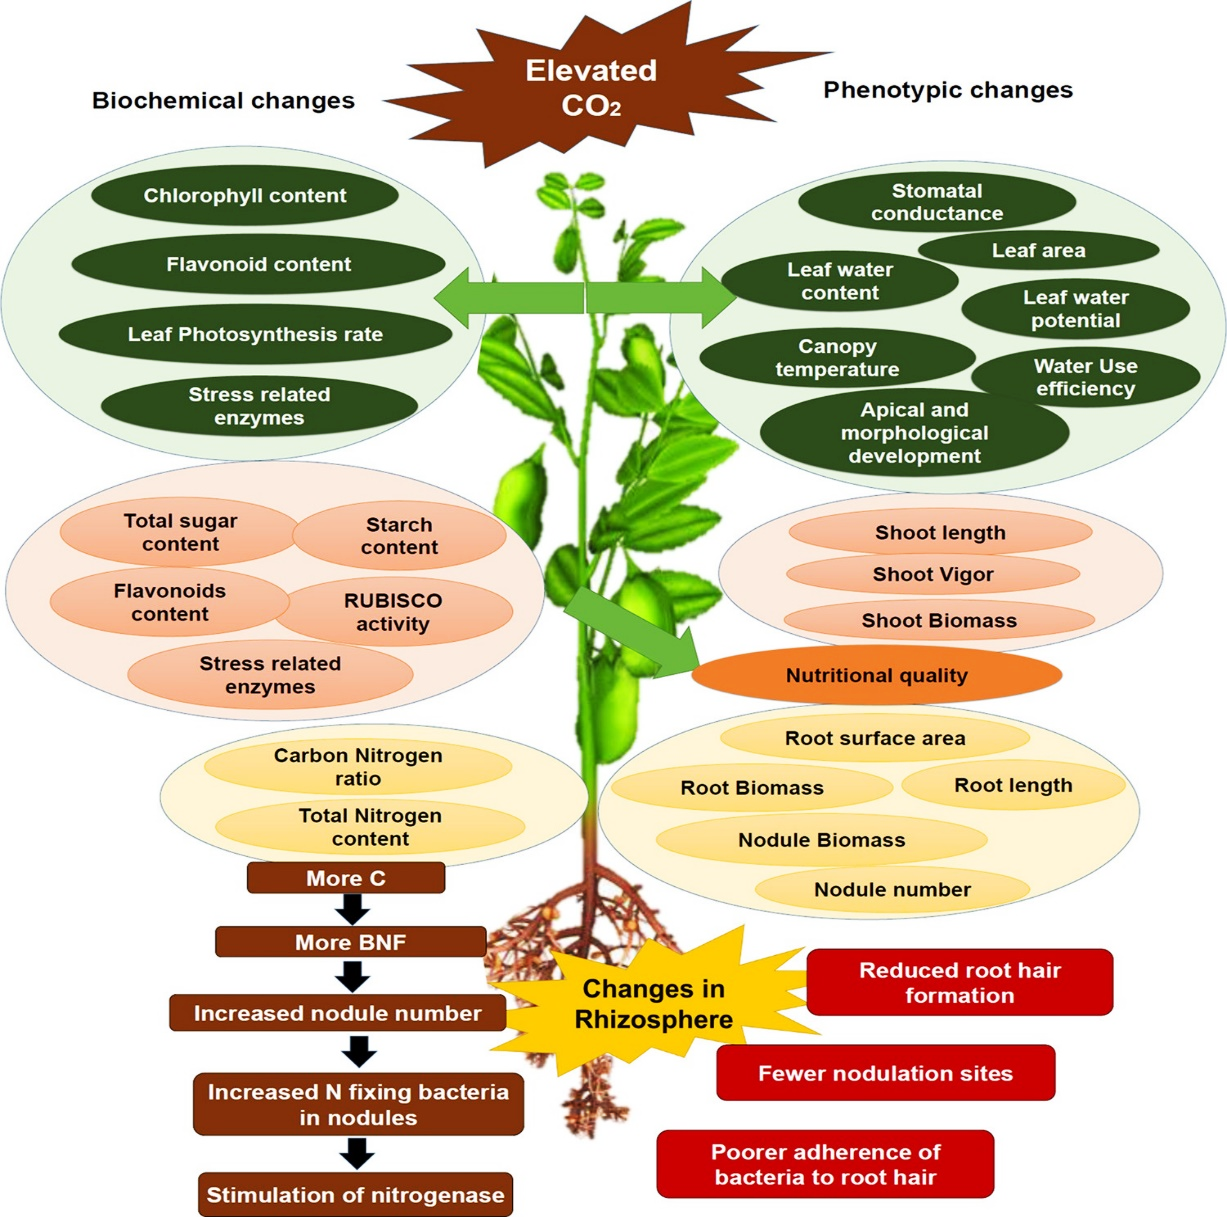 Elevated
CO₂
Biochemical changes
Phenotypic changes
Chlorophyll content
Flavonoid content
Leaf Photosynthesis rate
Stress related
enzymes
Stomatal
conductance
Leaf area
Leaf water
content
Leaf water
potential
Canopy
temperature
Water Use
efficiency
Apical and
morphological
development
Total sugar
content
Starch
content
Flavonoids
content
RUBISCO
activity
Stress related
enzymes
Shoot length
Shoot Vigor
Shoot Biomass
Nutritional quality
Carbon Nitrogen
ratio
Total Nitrogen
content
Root surface area
Root Biomass
Root length
Nodule Biomass
Nodule number
More C
More BNF
Increased nodule number
Increased N fixing bacteria
in nodules
Stimulation of nitrogenase
Changes in
Rhizosphere
Reduced root hair
formation
Fewer nodulation sites
Poorer adherence of
bacteria to root hair